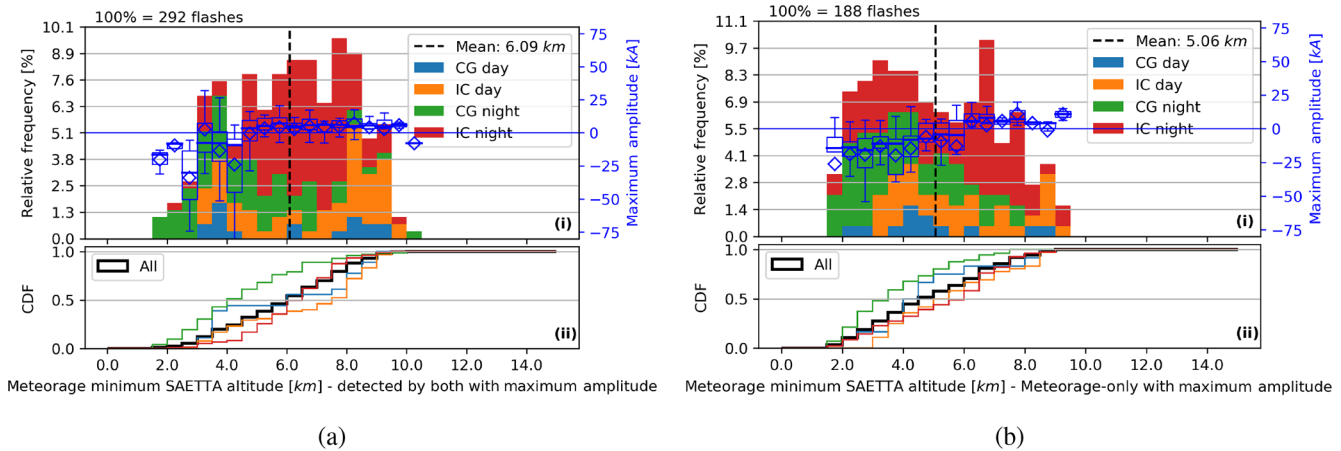 100% = 292 flashes
10.1
8.9
7.6
6.3
5.1
3.8
2.5
1.3
0.0
Relative frequency [%]
Mean: 6.09 km
CG day
IC day
CG night
IC night
75
50
25
0
−25
−50
−75
Maximum amplitude [kA]
(i)
1.0
0.5
0.0
CDF
All
(ii)
0.0 2.0 4.0 6.0 8.0 10.0 12.0 14.0
Meteorage minimum SAETTA altitude [km] - detected by both with maximum amplitude
(a)
100% = 188 flashes
11.1
9.7
8.3
6.9
5.5
4.1
2.8
1.4
0.0
Relative frequency [%]
Mean: 5.06 km
CG day
IC day
CG night
IC night
75
50
25
0
−25
−50
−75
Maximum amplitude [kA]
(i)
1.0
0.5
0.0
CDF
All
(ii)
0.0 2.0 4.0 6.0 8.0 10.0 12.0 14.0
Meteorage minimum SAETTA altitude [km] - Meteorage-only with maximum amplitude
(b)